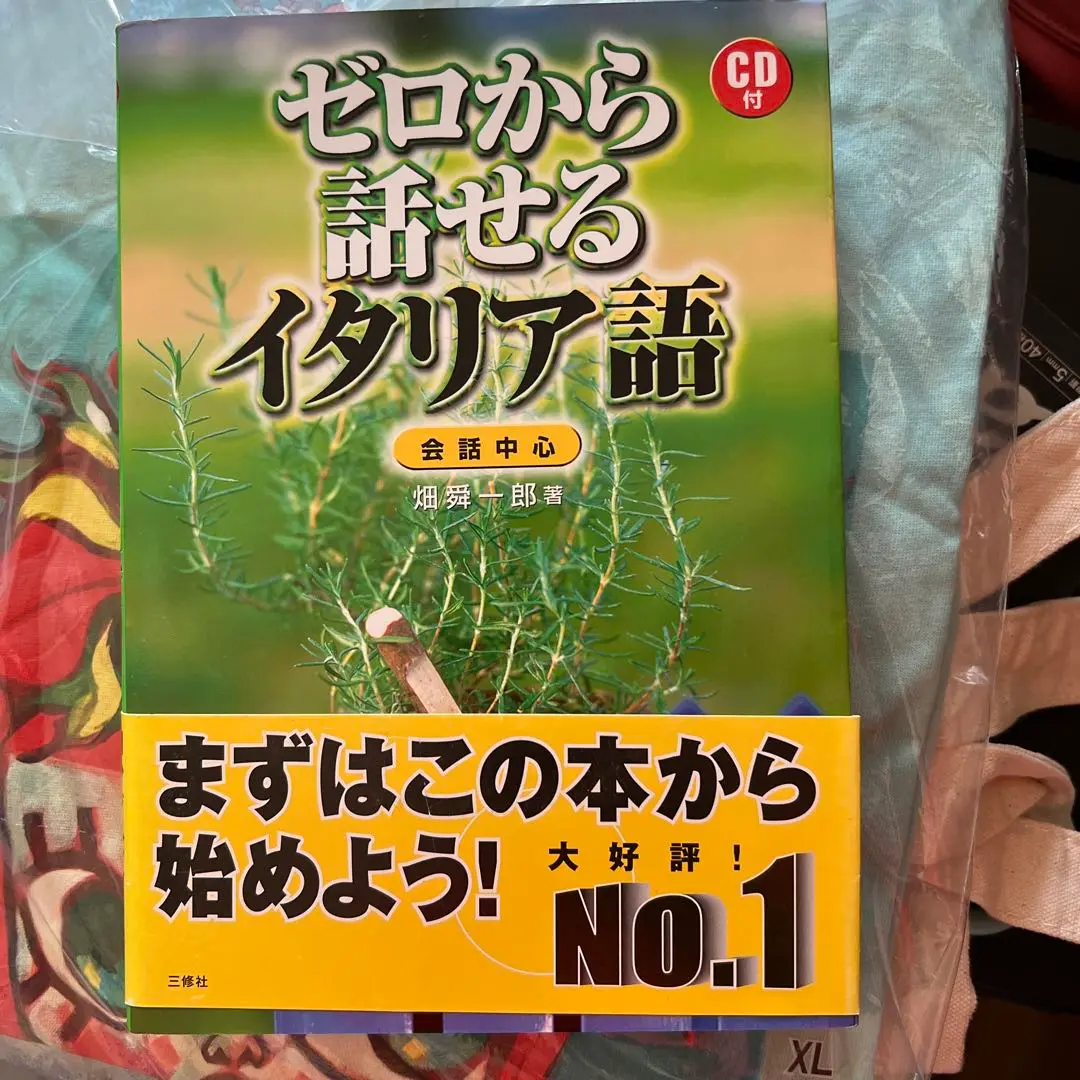 CD
付
ゼロから
話せる
イタリア語
会話中心
畑舜一郎 著
まずはこの本から
始めよう!
大好評!
No.1
三修社
XL
5mm